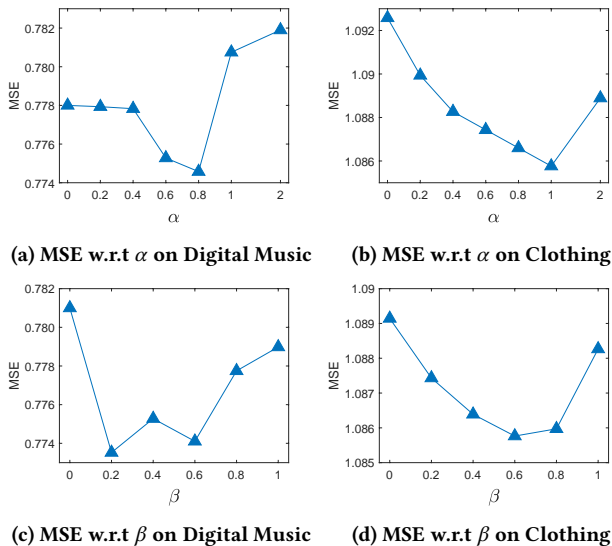 0.782
0.780
0.778
0.776
0.774
MSE
0 0.2 0.4 0.6 0.8 1 2
α
1.092
1.09
1.088
1.086
MSE
0 0.2 0.4 0.6 0.8 1 2
α
(a) MSE w.r.t α on Digital Music
(b) MSE w.r.t α on Clothing
0.782
0.780
0.778
0.776
0.774
MSE
0 0.2 0.4 0.6 0.8 1
β
1.09
1.089
1.088
1.087
1.086
1.085
MSE
0 0.2 0.4 0.6 0.8 1
β
(c) MSE w.r.t β on Digital Music
(d) MSE w.r.t β on Clothing